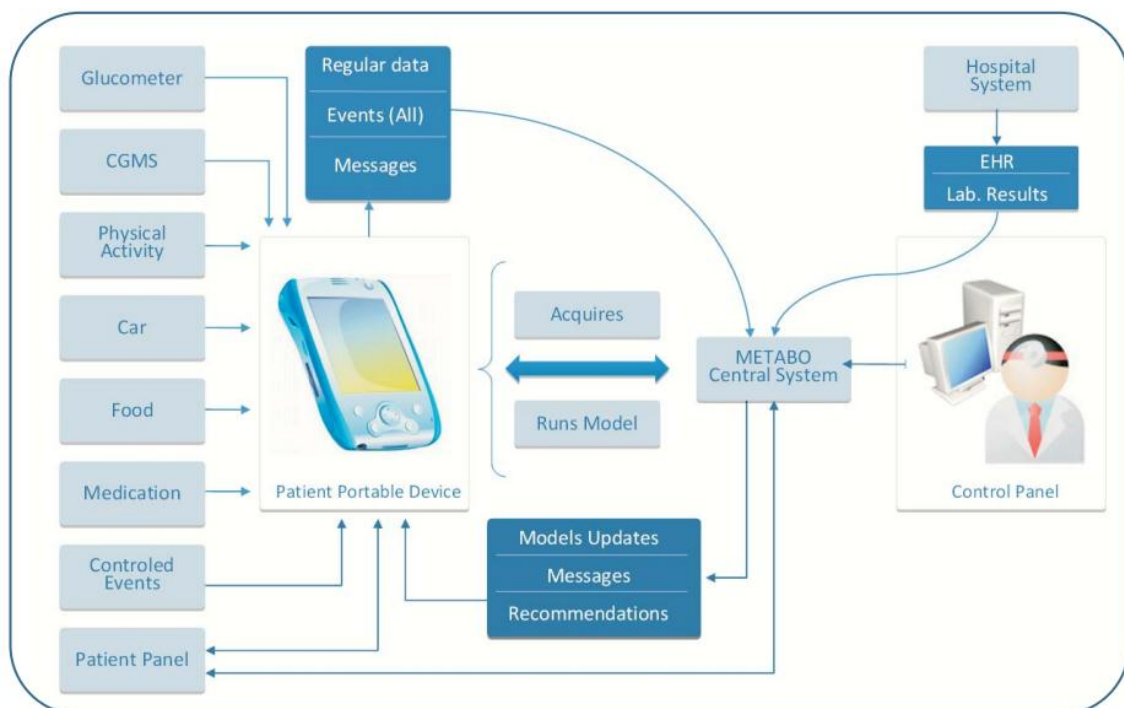 Glucometer
CGMS
Physical
Activity
Car
Food
Medication
Controled
Events
Patient Panel
Regular data
Events (All)
Messages
Patient Portable Device
Acquires
Runs Model
Models Updates
Messages
Recommendations
METABO
Central System
Hospital
System
EHR
Lab. Results
Control Panel